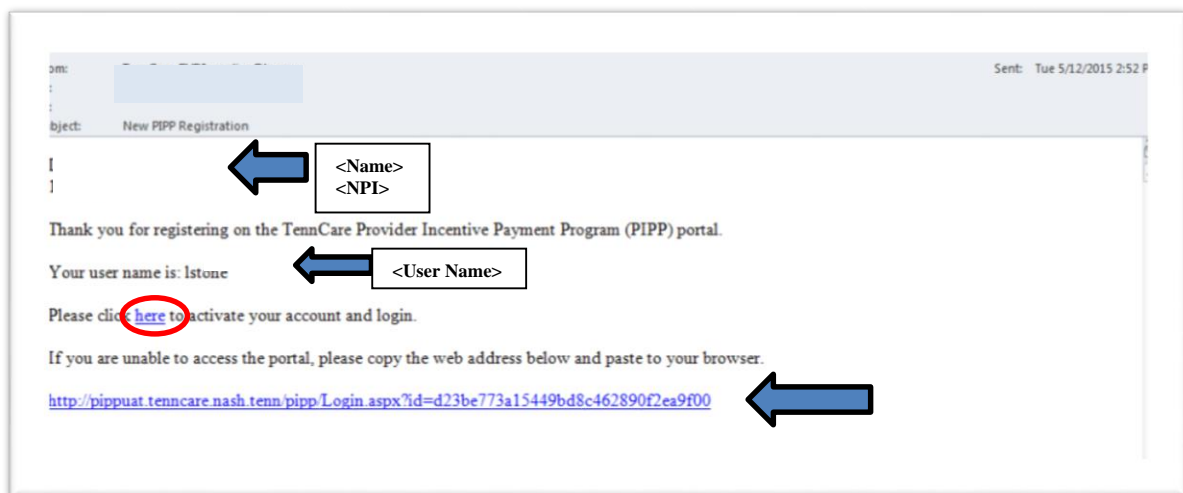 om:
Sent: Tue 5/12/2015 2:52 P
bject: New PIPP Registration
<Name>
<NPI>
Thank you for registering on the TennCare Provider Incentive Payment Program (PIPP) portal.
Your user name is: lstone
<User Name>
Please click here to activate your account and login.
If you are unable to access the portal, please copy the web address below and paste to your browser.
http://pippuat.tenncare.nash.tenn/pipp/Login.aspx?id=d23be773a15449bd8c462890f2ea9f00